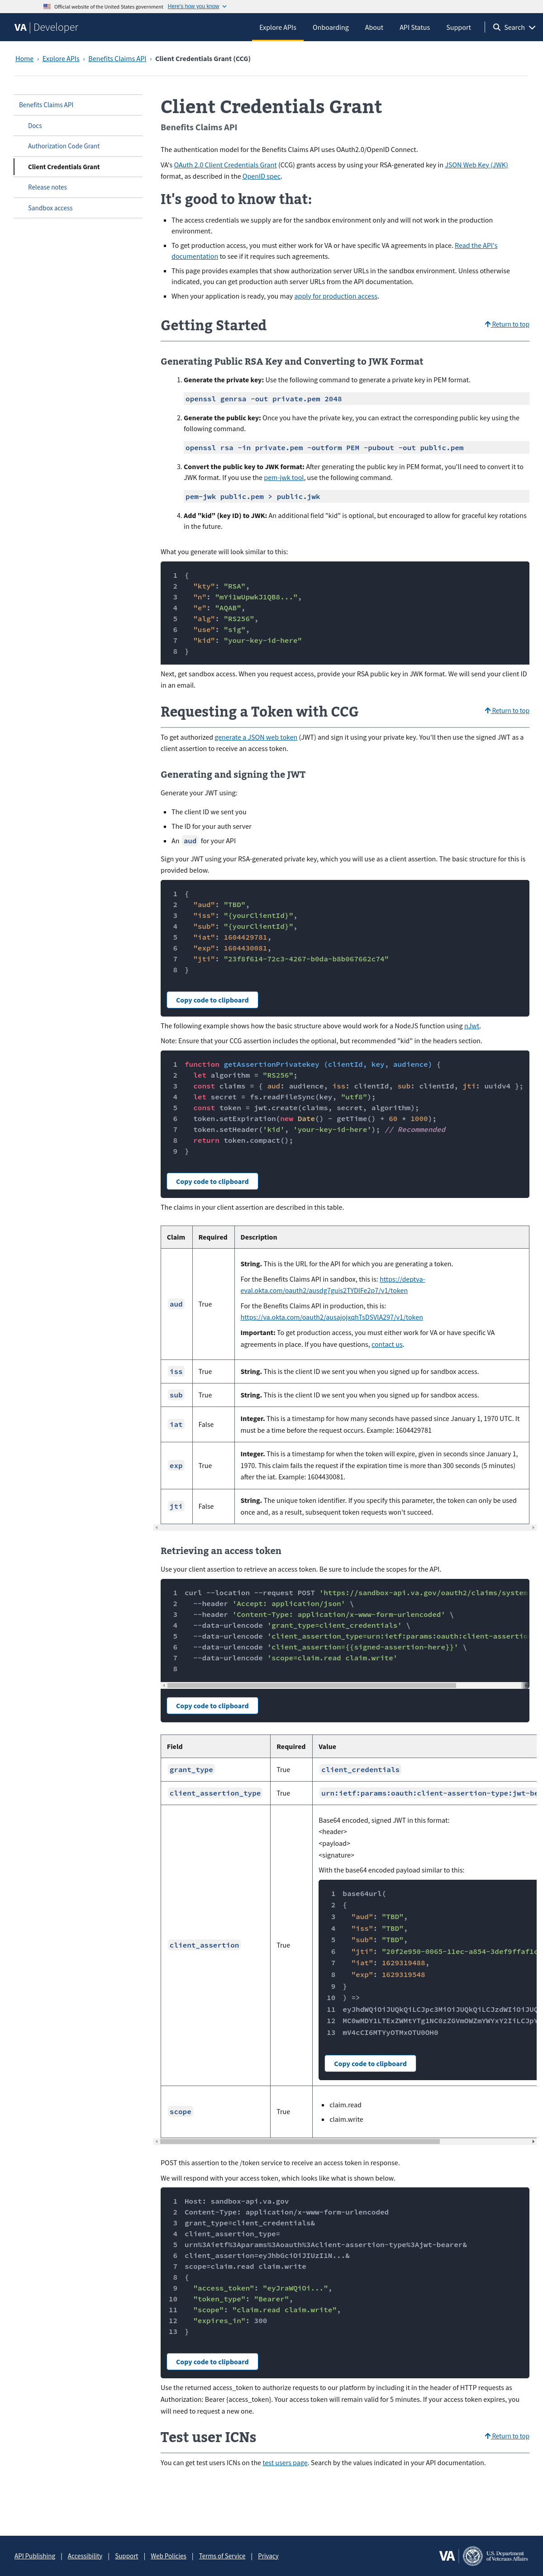 Official website of the United States government Here's how you know
VA | Developer
Explore APIs Onboarding About API Status Support Search
Home › Explore APIs › Benefits Claims API › Client Credentials Grant (CCG)
Benefits Claims API
Docs
Authorization Code Grant
Client Credentials Grant
Release notes
Sandbox access
Client Credentials Grant
Benefits Claims API
The authentication model for the Benefits Claims API uses OAuth2.0/OpenID Connect.
VA's OAuth 2.0 Client Credentials Grant (CCG) grants access by using your RSA-generated key in JSON Web Key (JWK)
format, as described in the OpenID spec.
It's good to know that:
• The access credentials we supply are for the sandbox environment only and will not work in the production
environment.
• To get production access, you must either work for VA or have specific VA agreements in place. Read the API's
documentation to see if it requires such agreements.
• This page provides examples that show authorization server URLs in the sandbox environment. Unless otherwise
indicated, you can get production auth server URLs from the API documentation.
• When your application is ready, you may apply for production access.
Getting Started
Return to top
Generating Public RSA Key and Converting to JWK Format
1. Generate the private key: Use the following command to generate a private key in PEM format.
openssl genrsa -out private.pem 2048
2. Generate the public key: Once you have the private key, you can extract the corresponding public key using the
following command.
openssl rsa -in private.pem -outform PEM -pubout -out public.pem
3. Convert the public key to JWK format: After generating the public key in PEM format, you'll need to convert it to
JWK format. If you use the pem-jwk tool, use the following command.
pem-jwk public.pem > public.jwk
4. Add "kid" (key ID) to JWK: An additional field "kid" is optional, but encouraged to allow for graceful key rotations
in the future.
What you generate will look similar to this:
1 {
2 "kty": "RSA",
3 "n": "mYi1wUpwkJ1QB8...",
4 "e": "AQAB",
5 "alg": "RS256",
6 "use": "sig",
7 "kid": "your-key-id-here"
8 }
Next, get sandbox access. When you request access, provide your RSA public key in JWK format. We will send your client ID
in an email.
Requesting a Token with CCG
Return to top
To get authorized generate a JSON web token (JWT) and sign it using your private key. You'll then use the signed JWT as a
client assertion to receive an access token.
Generating and signing the JWT
Generate your JWT using:
• The client ID we sent you
• The ID for your auth server
• An aud for your API
Sign your JWT using your RSA-generated private key, which you will use as a client assertion. The basic structure for this is
provided below.
1 {
2 "aud": "TBD",
3 "iss": "{yourClientId}",
4 "sub": "{yourClientId}",
5 "iat": 1604429781,
6 "exp": 1604430081,
7 "jti": "23f8f614-72c3-4267-b0da-b8b067662c74"
8 }
Copy code to clipboard
The following example shows how the basic structure above would work for a NodeJS function using nJwt.
Note: Ensure that your CCG assertion includes the optional, but recommended "kid" in the headers section.
1 function getAssertionPrivatekey (clientId, key, audience) {
2 let algorithm = "RS256";
3 const claims = { aud: audience, iss: clientId, sub: clientId, jti: uuidv4 };
4 let secret = fs.readFileSync(key, "utf8");
5 const token = jwt.create(claims, secret, algorithm);
6 token.setExpiration(new Date() - getTime() + 60 * 1000);
7 token.setHeader('kid', 'your-key-id-here'); // Recommended
8 return token.compact();
9 }
Copy code to clipboard
The claims in your client assertion are described in this table.
Claim Required Description
aud True
String. This is the URL for the API for which you are generating a token.
For the Benefits Claims API in sandbox, this is: https://deptva-
eval.okta.com/oauth2/ausdg7guis2TYDlFe2p7/v1/token
For the Benefits Claims API in production, this is:
https://va.okta.com/oauth2/ausajojxqhTsDSVlA297/v1/token
Important: To get production access, you must either work for VA or have specific VA
agreements in place. If you have questions, contact us.
iss True String. This is the client ID we sent you when you signed up for sandbox access.
sub True String. This is the client ID we sent you when you signed up for sandbox access.
iat False Integer. This is a timestamp for how many seconds have passed since January 1, 1970 UTC. It
must be a time before the request occurs. Example: 1604429781
exp True Integer. This is a timestamp for when the token will expire, given in seconds since January 1,
1970. This claim fails the request if the expiration time is more than 300 seconds (5 minutes)
after the iat. Example: 1604430081.
jti False String. The unique token identifier. If you specify this parameter, the token can only be used
once and, as a result, subsequent token requests won't succeed.
Retrieving an access token
Use your client assertion to retrieve an access token. Be sure to include the scopes for the API.
1 curl --location --request POST 'https://sandbox-api.va.gov/oauth2/claims/system
2 --header 'Accept: application/json' \
3 --header 'Content-Type: application/x-www-form-urlencoded' \
4 --data-urlencode 'grant_type=client_credentials' \
5 --data-urlencode 'client_assertion_type=urn:ietf:params:oauth:client-assertio
6 --data-urlencode 'client_assertion={{signed-assertion-here}}' \
7 --data-urlencode 'scope=claim.read claim.write'
8
Copy code to clipboard
Field Required Value
grant_type True client_credentials
client_assertion_type True urn:ietf:params:oauth:client-assertion-type:jwt-be
client_assertion True
Base64 encoded, signed JWT in this format:
<header>
<payload>
<signature>
With the base64 encoded payload similar to this:
1 base64url(
2 {
3 "aud": "TBD",
4 "iss": "TBD",
5 "sub": "TBD",
6 "jti": "20f2e950-0065-11ec-a854-3def9ffaf1
7 "iat": 1629319488,
8 "exp": 1629319548
9 }
10 ) =>
11
12
13 mV4cCI6MTYyOTMxOTU0OH0
Copy code to clipboard
scope True
• claim.read
• claim.write
POST this assertion to the /token service to receive an access token in response.
We will respond with your access token, which looks like what is shown below.
1 Host: sandbox-api.va.gov
2 Content-Type: application/x-www-form-urlencoded
3 grant_type=client_credentials&
4 client_assertion_type=
5 urn%3Aietf%3Aparams%3Aoauth%3Aclient-assertion-type%3Ajwt-bearer&
6 client_assertion=eyJhbGciOiJIUzI1N...&
7 scope=claim.read claim.write
8 {
9 "access_token": "eyJraWQiOi...",
10 "token_type": "Bearer",
11 "scope": "claim.read claim.write",
12 "expires_in": 300
13 }
Copy code to clipboard
Use the returned access_token to authorize requests to our platform by including it in the header of HTTP requests as
Authorization: Bearer {access_token}. Your access token will remain valid for 5 minutes. If your access token expires, you
will need to request a new one.
Test user ICNs
Return to top
You can get test users ICNs on the test users page. Search by the values indicated in your API documentation.
API Publishing | Accessibility | Support | Web Policies | Terms of Service | Privacy
VA | U.S. Department
of Veterans Affairs